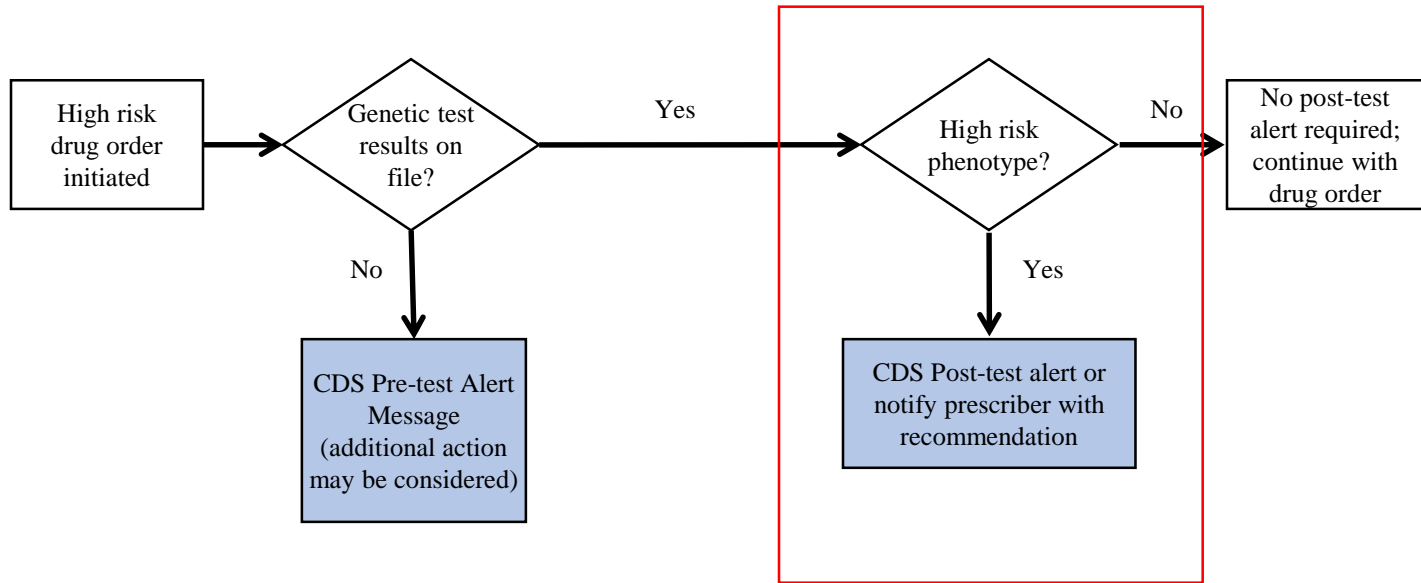 High risk
drug order
initiated
Genetic test
results on
file?
Yes
High risk
phenotype?
No
No post-test
alert required;
continue with
drug order
No
Yes
CDS Pre-test Alert
Message
(additional action
may be considered)
CDS Post-test alert or
notify prescriber with
recommendation